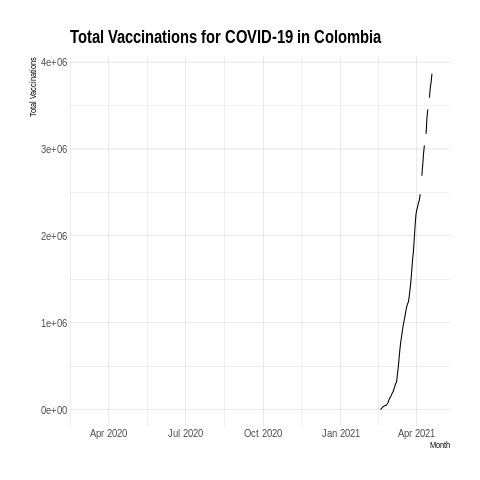 Total Vaccinations for COVID-19 in Colombia
Total Vaccinations
4e+06
3e+06
2e+06
1e+06
0e+00
Apr 2020 Jul 2020 Oct 2020 Jan 2021 Apr 2021
Month